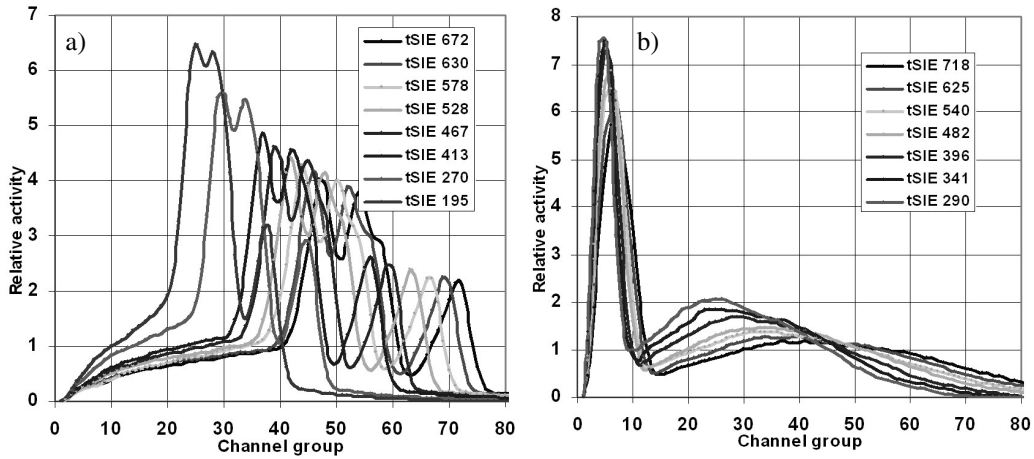 a)
Relative activity
7
6
5
4
3
2
1
0
0 10 20 30 40 50 60 70 80
Channel group
tSIE 672
tSIE 630
tSIE 578
tSIE 528
tSIE 467
tSIE 413
tSIE 270
tSIE 195
b)
Relative activity
8
7
6
5
4
3
2
1
0
0 10 20 30 40 50 60 70 80
Channel group
tSIE 718
tSIE 625
tSIE 540
tSIE 482
tSIE 396
tSIE 341
tSIE 290